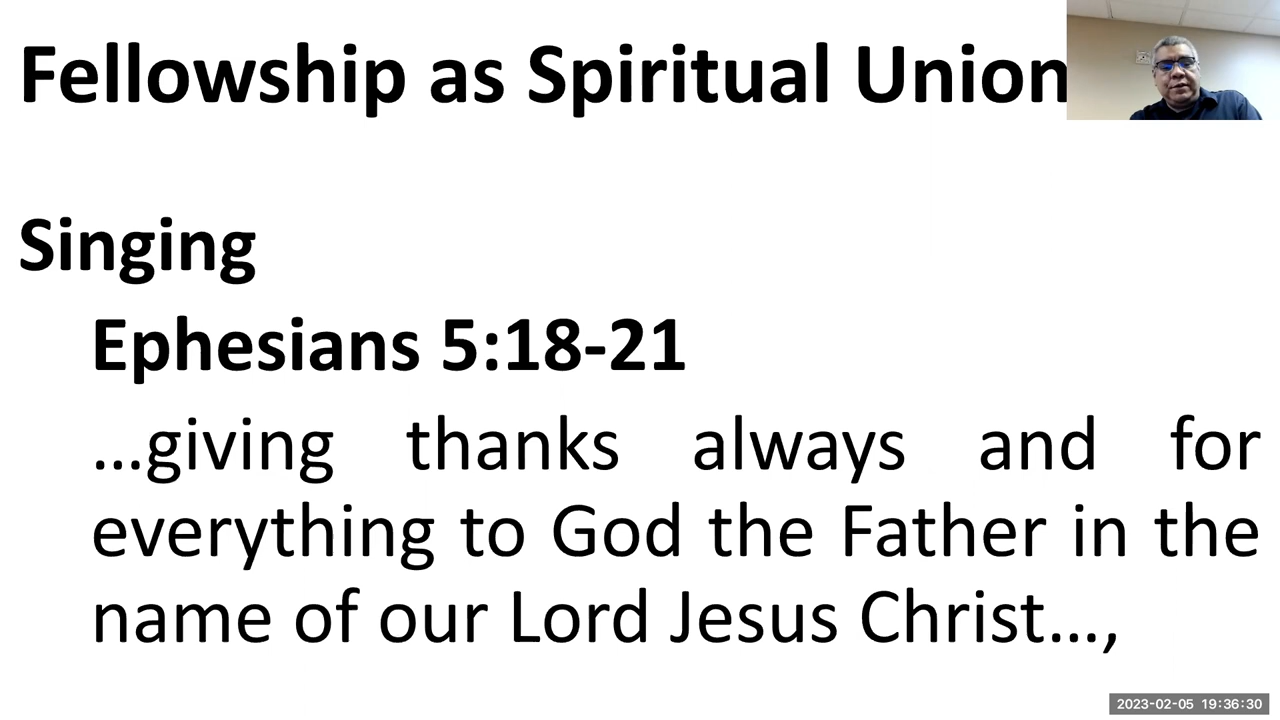 Fellowship as Spiritual Union
Singing
Ephesians 5:18-21
…giving thanks always and for
everything to God the Father in the
name of our Lord Jesus Christ…,
2023-02-05 19:36:30